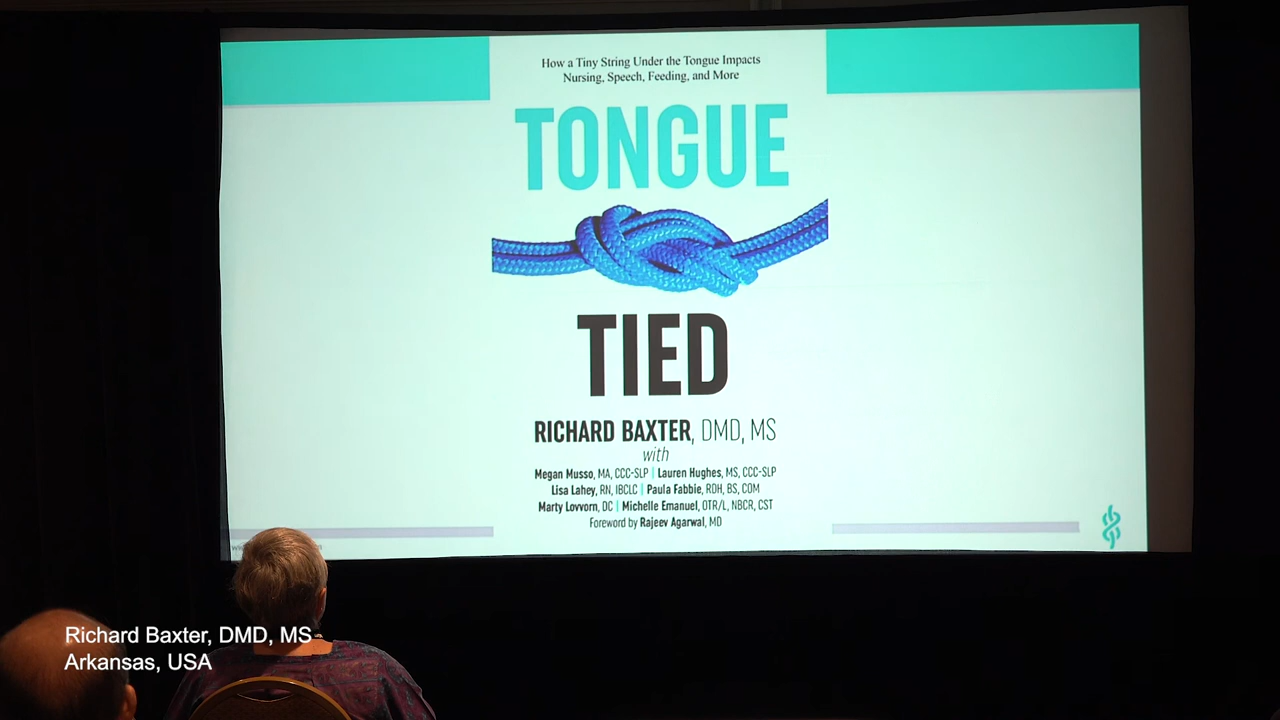 How a Tiny String Under the Tongue Impacts
Nursing, Speech, Feeding, and More
TONGUE
TIED
RICHARD BAXTER, DMD, MS
with
Megan Musso, MA, CCC-SLP | Lauren Hughes, MS, CCC-SLP
Lisa Lahey, RN, IBCLC | Paula Fabbie, RDH, BS, COM
Marty Lovvorn, DC | Michelle Emanuel, OTR/L, NBCR, CST
Foreword by Rajeev Agarwal, MD
Richard Baxter, DMD, MS
Arkansas, USA